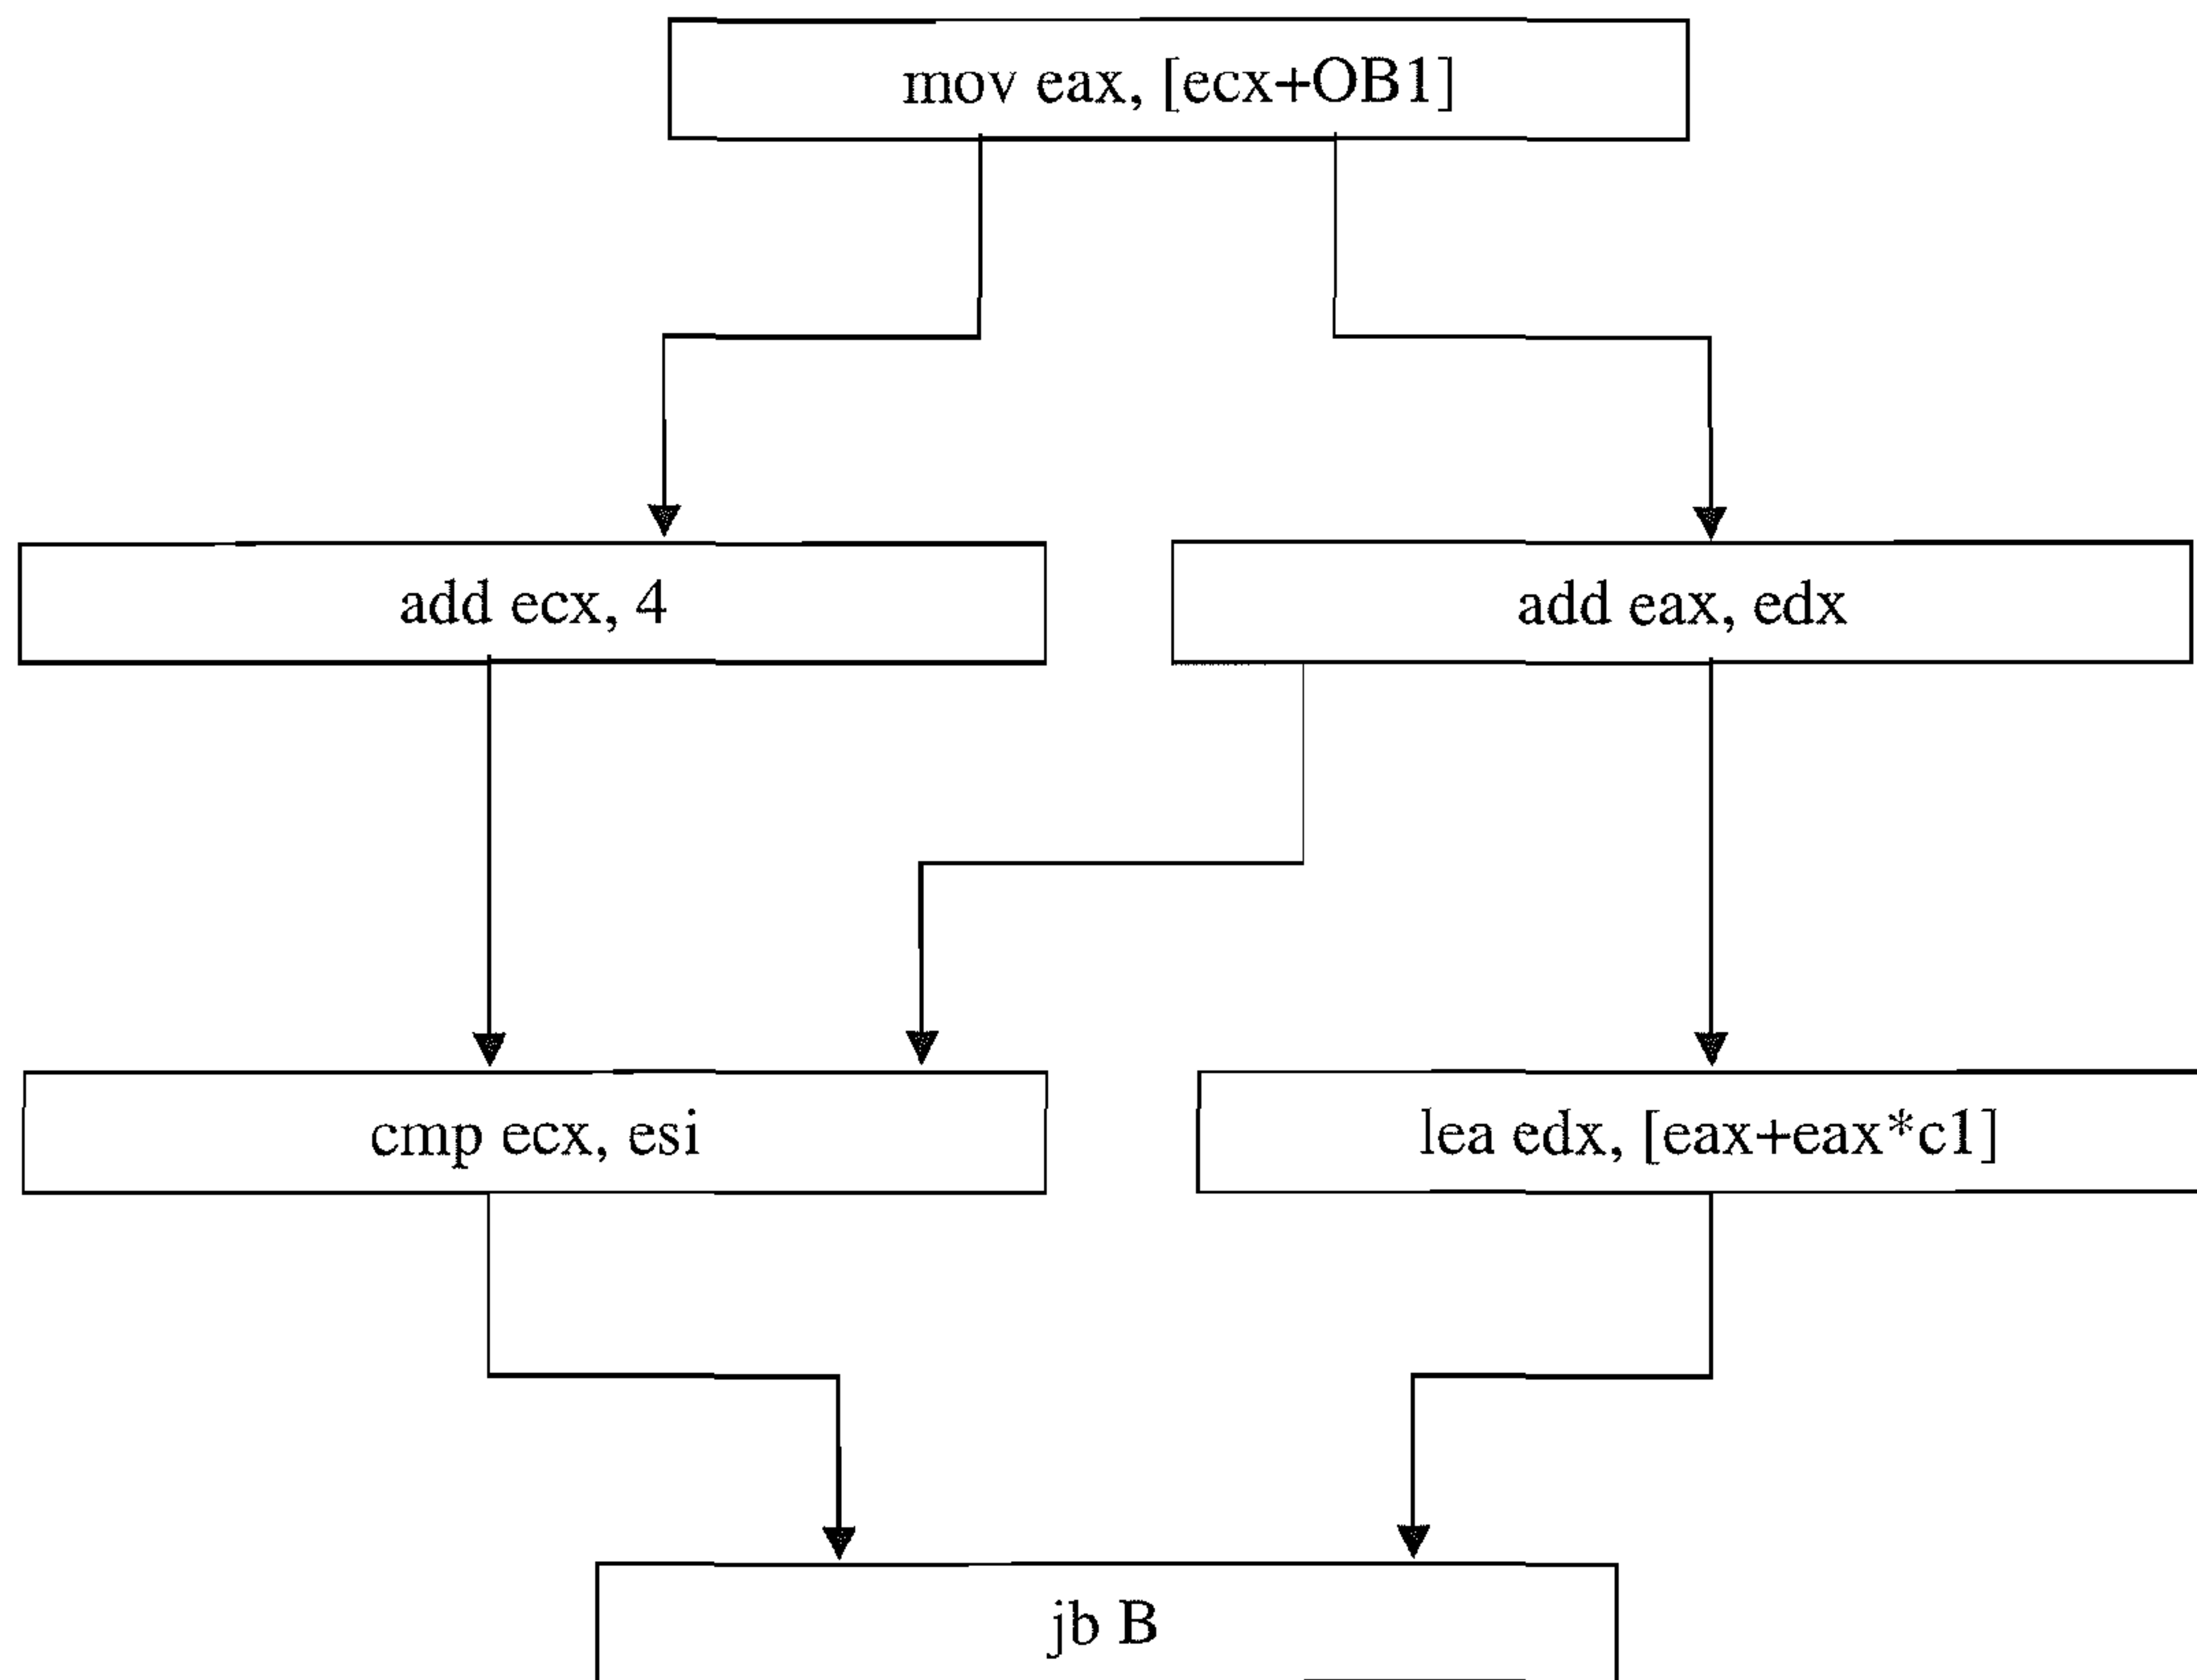 mov eax, [ecx+OB1]
add ecx, 4
add eax, edx
cmp ecx, esi
lea edx, [eax+eax*c1]
jb B